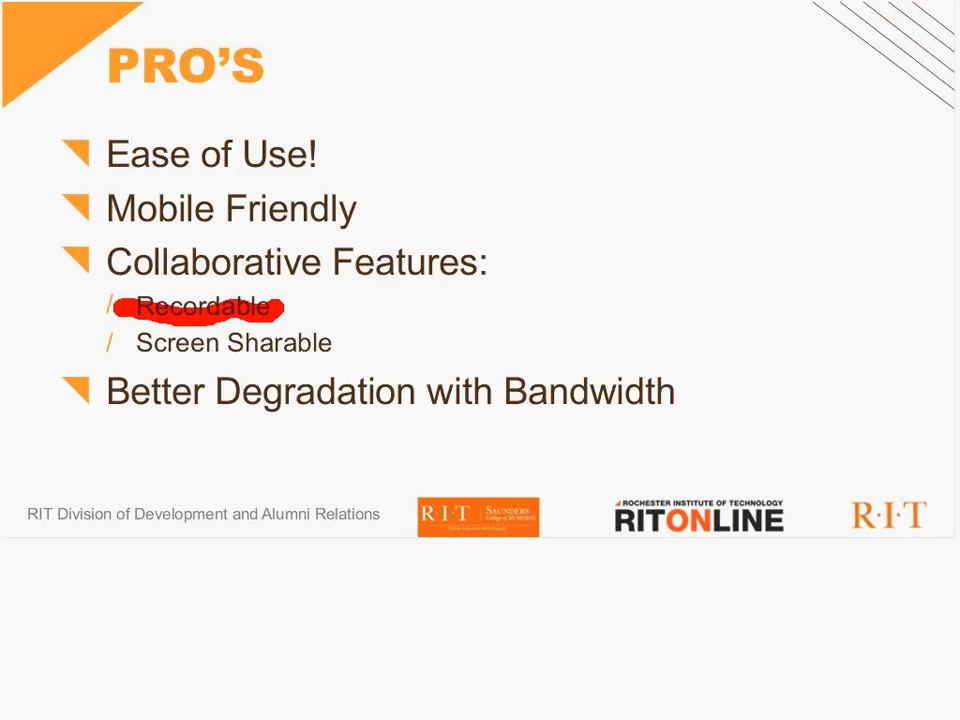 PRO'S
Ease of Use!
Mobile Friendly
Collaborative Features:
/ Recordable
/ Screen Sharable
Better Degradation with Bandwidth
RIT Division of Development and Alumni Relations
R·I·T | SAUNDERS
College of BUSINESS
ROCHESTER INSTITUTE OF TECHNOLOGY
RITONLINE
R·I·T